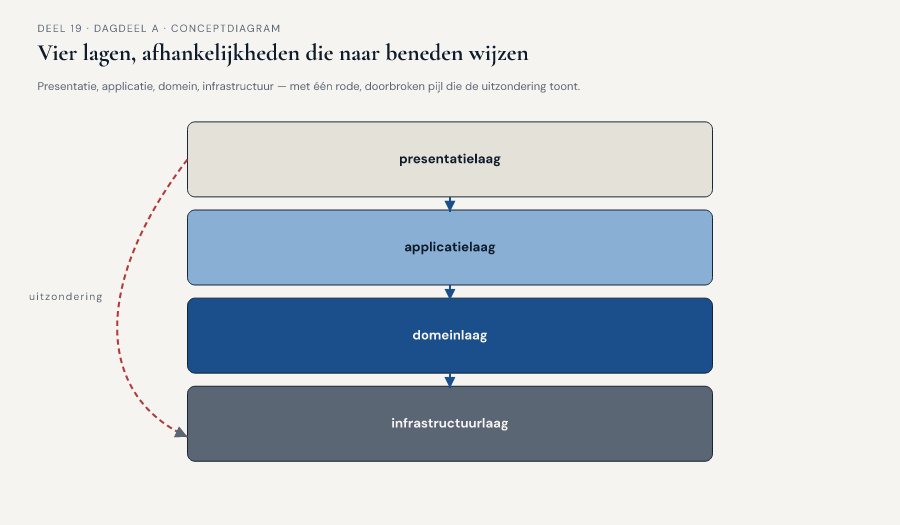 DEEL 19 · DAGDEEL A · CONCEPTDIAGRAM
Vier lagen, afhankelijkheden die naar beneden wijzen
Presentatie, applicatie, domein, infrastructuur — met één rode, doorbroken pijl die de uitzondering toont.
presentatielaag
applicatielaag
uitzondering
domeinlaag
infrastructuurlaag